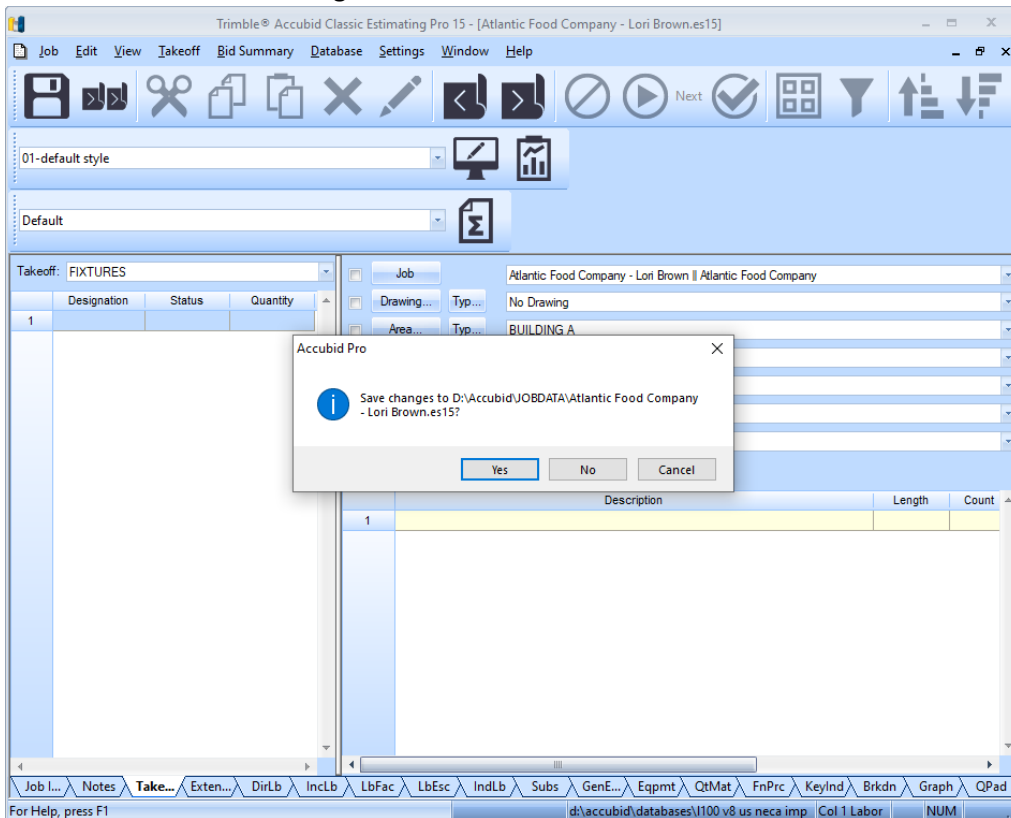 Trimble® Accubid Classic Estimating Pro 15 - [Atlantic Food Company - Lori Brown.es15]
Job Edit View Takeoff Bid Summary Database Settings Window Help
Next
01-default style
Default
Takeoff: FIXTURES
Job Atlantic Food Company - Lori Brown || Atlantic Food Company
Designation Status Quantity
Drawing... Typ... No Drawing
1
Area... Typ... BUILDING A
Accubid Pro
Save changes to D:\Accubid\JOBDATA\Atlantic Food Company
- Lori Brown.es15?
Yes No Cancel
Description Length Count
1
Job I... Notes Take... Exten... DirLb IncLb LbFac LbEsc IndLb Subs GenE... Eqpmt QtMat FnPrc KeyInd Brkdn Graph QPad
For Help, press F1 d:\accubid\databases\l100 v8 us neca imp Col 1 Labor NUM